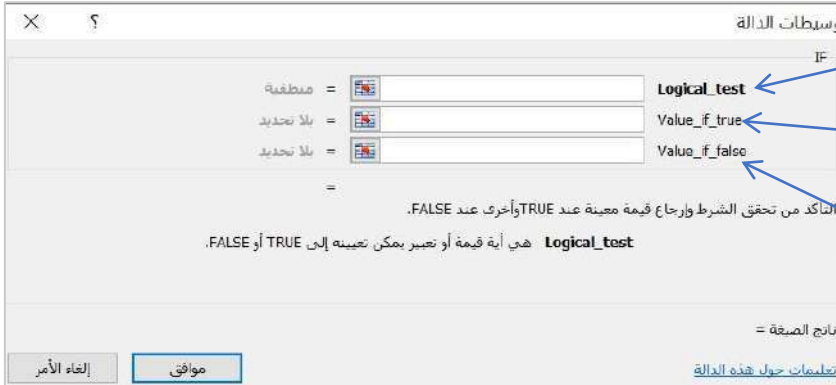 وسيطات الدالة ؟ ×
IF
Logical_test = منطقية
Value_if_true = بلا تحديد
Value_if_false = بلا تحديد
=
التأكد من تحقق الشرط وإرجاع قيمة معينة عند TRUE وأخرى عند FALSE.
Logical_test هي أية قيمة أو تعبير يمكن تعيينه إلى TRUE أو FALSE.
ناتج الصيغة =
تعليمات حول هذه الدالة
موافق
إلغاء الأمر